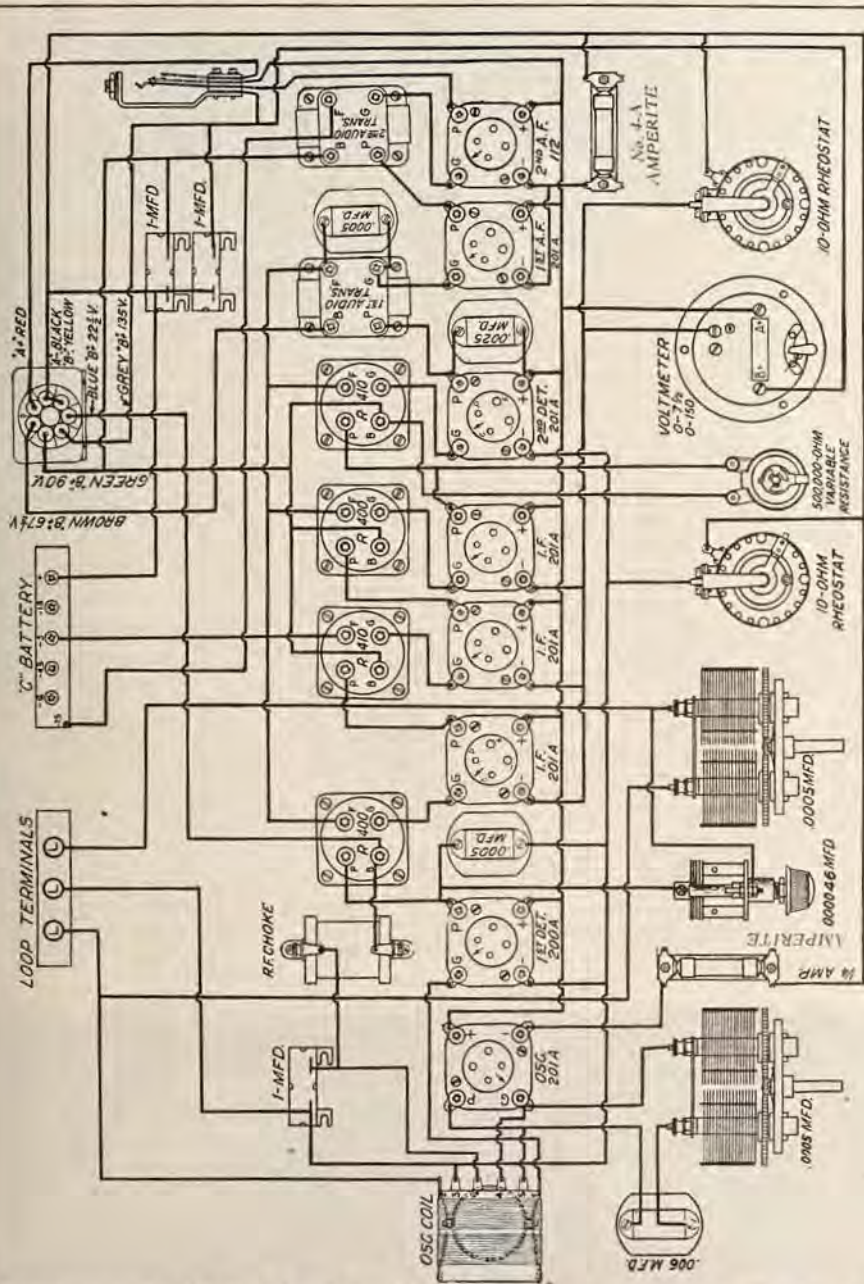 "A+" RED
"A-" BLACK
"B-" YELLOW
BLUE "B+" 22½ V.
GREY "B+" 135V.
GREEN "B+" 90 V.
BROWN "B+" 67½ V
"C" BATTERY
LOOP TERMINALS
L
L
L
1-MFD.
1-MFD.
2ND AUDIO
TRANS.
B
F
P
G
.0005
MFD.
1ST AUDIO
TRANS.
B
F
P
G
R 410
P
F
B
G
R 400
P
F
B
G
R 410
P
F
B
G
R 400
P
F
B
G
R.F. CHOKE
1-MFD.
OSC COIL
G
P
+
-
2ND A.F.
112
G
P
+
-
1ST A.F.
201A
.0025
MFD.
G
P
+
-
2ND DET.
201A
G
P
+
-
I.F.
201A
G
P
+
-
I.F.
201A
G
P
+
-
I.F.
201A
.0005
MFD.
G
P
+
-
1ST DET.
200A
P
G
+
-
OSC
201A
No. 4-A
AMPERITE
10-OHM RHEOSTAT
VOLTMETER
0-7½
0-150
B+
A+
500,000-OHM
VARIABLE
RESISTANCE
10-OHM
RHEOSTAT
.0005 MFD.
.000046 MFD
AMPERITE
¼ AMP.
.0005 MFD.
.006 MFD.